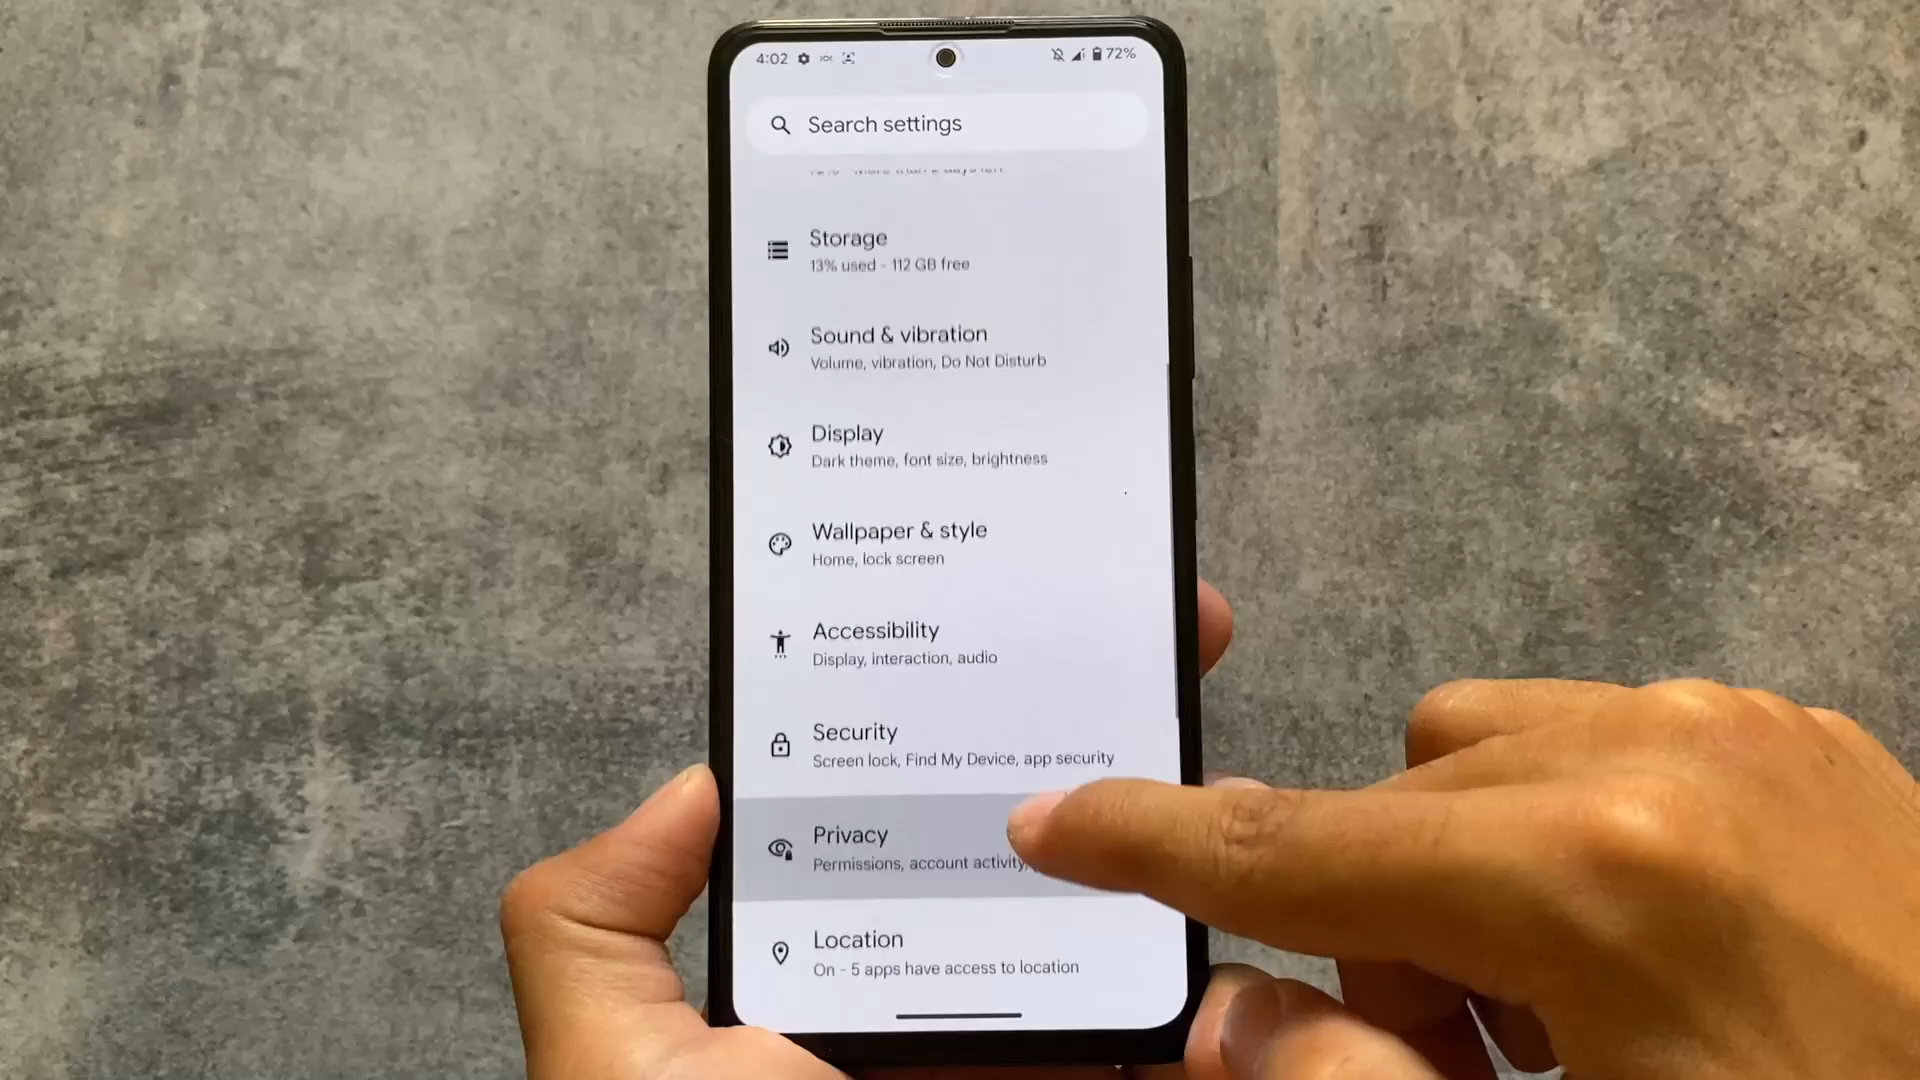 4:02
72%
Search settings
Storage
13% used - 112 GB free
Sound & vibration
Volume, vibration, Do Not Disturb
Display
Dark theme, font size, brightness
Wallpaper & style
Home, lock screen
Accessibility
Display, interaction, audio
Security
Screen lock, Find My Device, app security
Privacy
Permissions, account activity,
Location
On - 5 apps have access to location